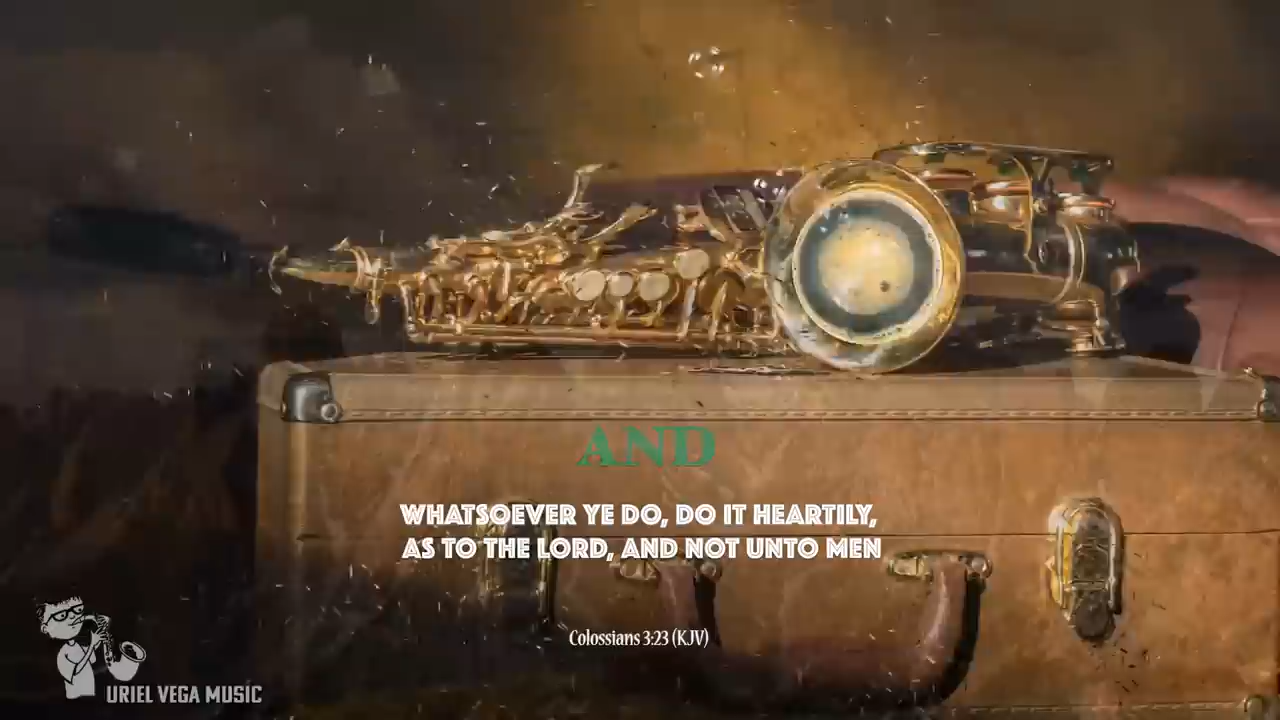 AND
WHATSOEVER YE DO, DO IT HEARTILY,
AS TO THE LORD, AND NOT UNTO MEN
Colossians 3:23 (KJV)
URIEL VEGA MUSIC